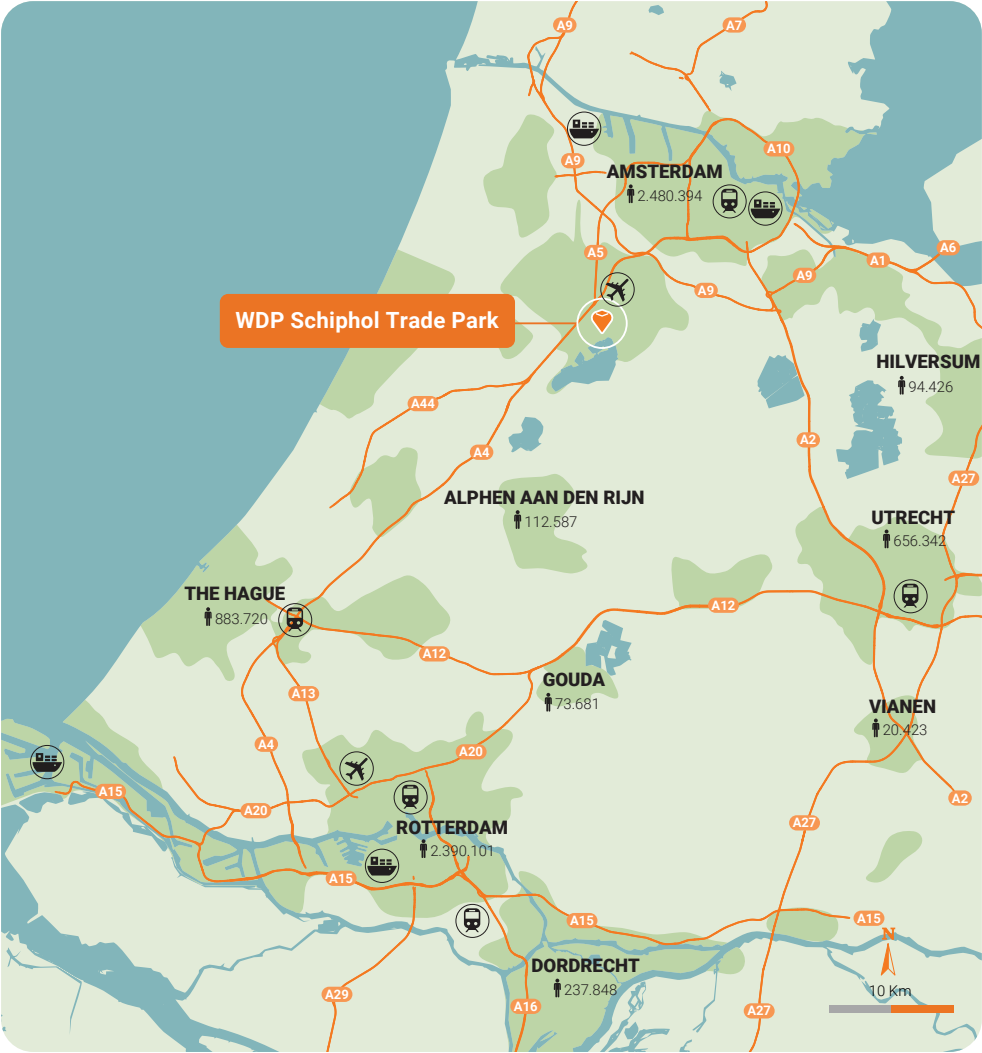 A9
A7
A9
A10
AMSTERDAM
2.480.394
A5
A6
A1
A9
A9
WDP Schiphol Trade Park
HILVERSUM
94.426
A44
A2
A4
A27
ALPHEN AAN DEN RIJN
112.587
UTRECHT
656.342
THE HAGUE
883.720
A12
A12
GOUDA
73.681
A13
VIANEN
20.423
A4
A20
A15
A2
A20
A27
ROTTERDAM
2.390.101
A15
A15
A15
N
DORDRECHT
237.848
10 Km
A29
A16
A27